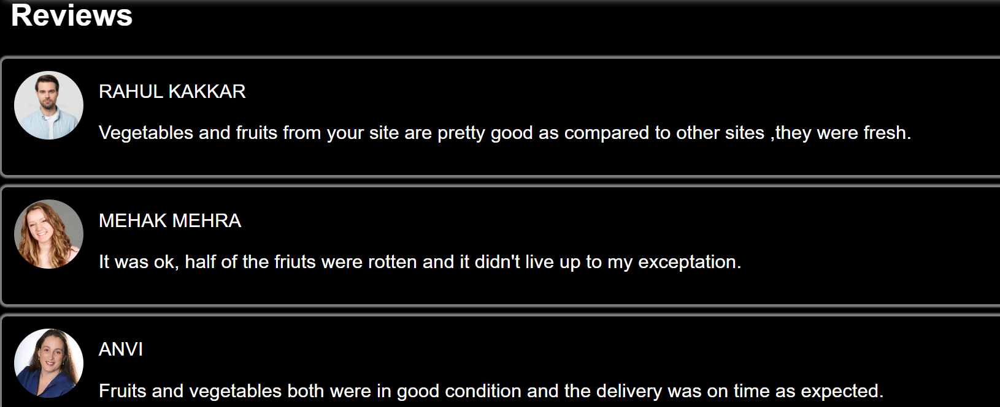 Reviews
RAHUL KAKKAR
Vegetables and fruits from your site are pretty good as compared to other sites ,they were fresh.
MEHAK MEHRA
It was ok, half of the friuts were rotten and it didn't live up to my exceptation.
ANVI
Fruits and vegetables both were in good condition and the delivery was on time as expected.